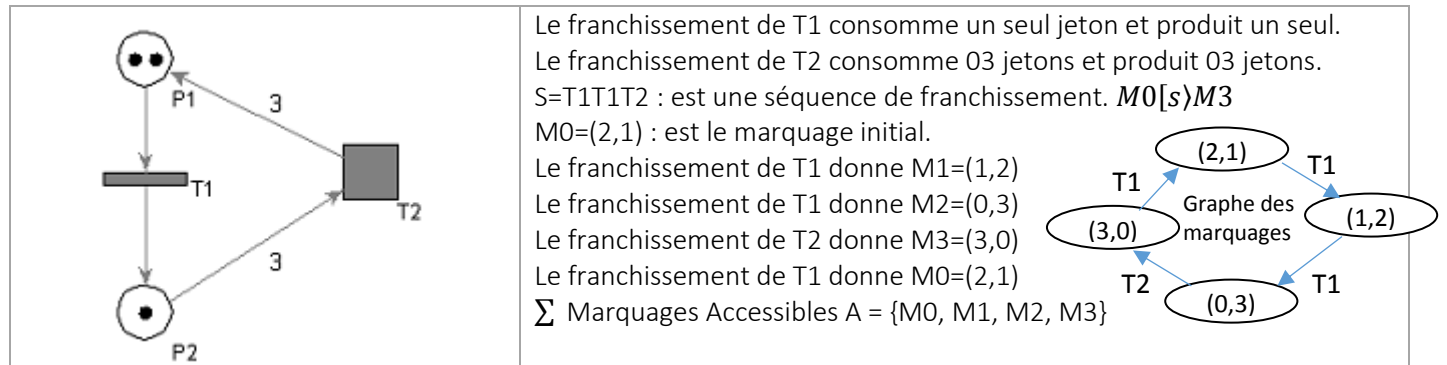 P1
3
T1
T2
3
P2
Le franchissement de T1 consomme un seul jeton et produit un seul.
Le franchissement de T2 consomme 03 jetons et produit 03 jetons.
S=T1T1T2 : est une séquence de franchissement. M0[s⟩M3
M0=(2,1) : est le marquage initial.
Le franchissement de T1 donne M1=(1,2)
Le franchissement de T1 donne M2=(0,3)
Le franchissement de T2 donne M3=(3,0)
Le franchissement de T1 donne M0=(2,1)
∑ Marquages Accessibles A = {M0, M1, M2, M3}
(2,1)
T1
T1
Graphe des
marquages
(3,0)
(1,2)
T2
T1
(0,3)